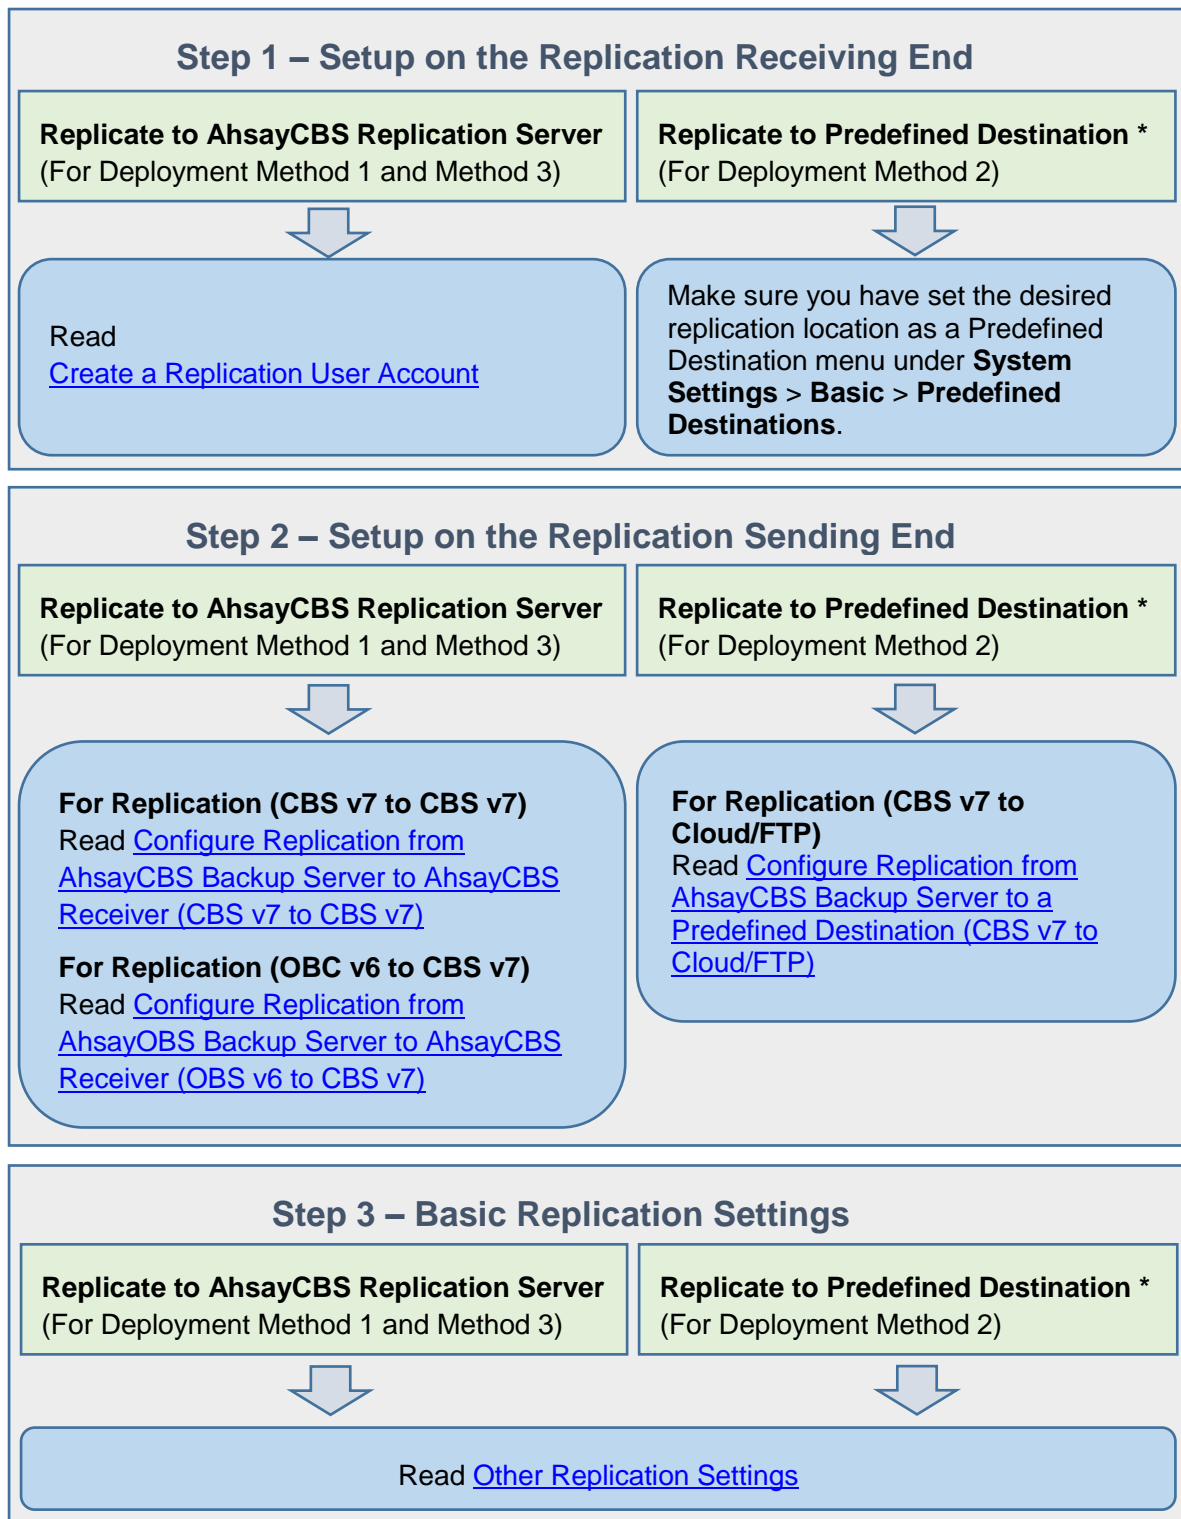 Step 1 – Setup on the Replication Receiving End
Replicate to AhsayCBS Replication Server
(For Deployment Method 1 and Method 3)
Replicate to Predefined Destination *
(For Deployment Method 2)
Read
Create a Replication User Account
Make sure you have set the desired
replication location as a Predefined
Destination menu under System
Settings > Basic > Predefined
Destinations.
Step 2 – Setup on the Replication Sending End
Replicate to AhsayCBS Replication Server
(For Deployment Method 1 and Method 3)
Replicate to Predefined Destination *
(For Deployment Method 2)
For Replication (CBS v7 to CBS v7)
Read Configure Replication from
AhsayCBS Backup Server to AhsayCBS
Receiver (CBS v7 to CBS v7)
For Replication (OBC v6 to CBS v7)
Read Configure Replication from
AhsayOBS Backup Server to AhsayCBS
Receiver (OBS v6 to CBS v7)
For Replication (CBS v7 to
Cloud/FTP)
Read Configure Replication from
AhsayCBS Backup Server to a
Predefined Destination (CBS v7 to
Cloud/FTP)
Step 3 – Basic Replication Settings
Replicate to AhsayCBS Replication Server
(For Deployment Method 1 and Method 3)
Replicate to Predefined Destination *
(For Deployment Method 2)
Read Other Replication Settings